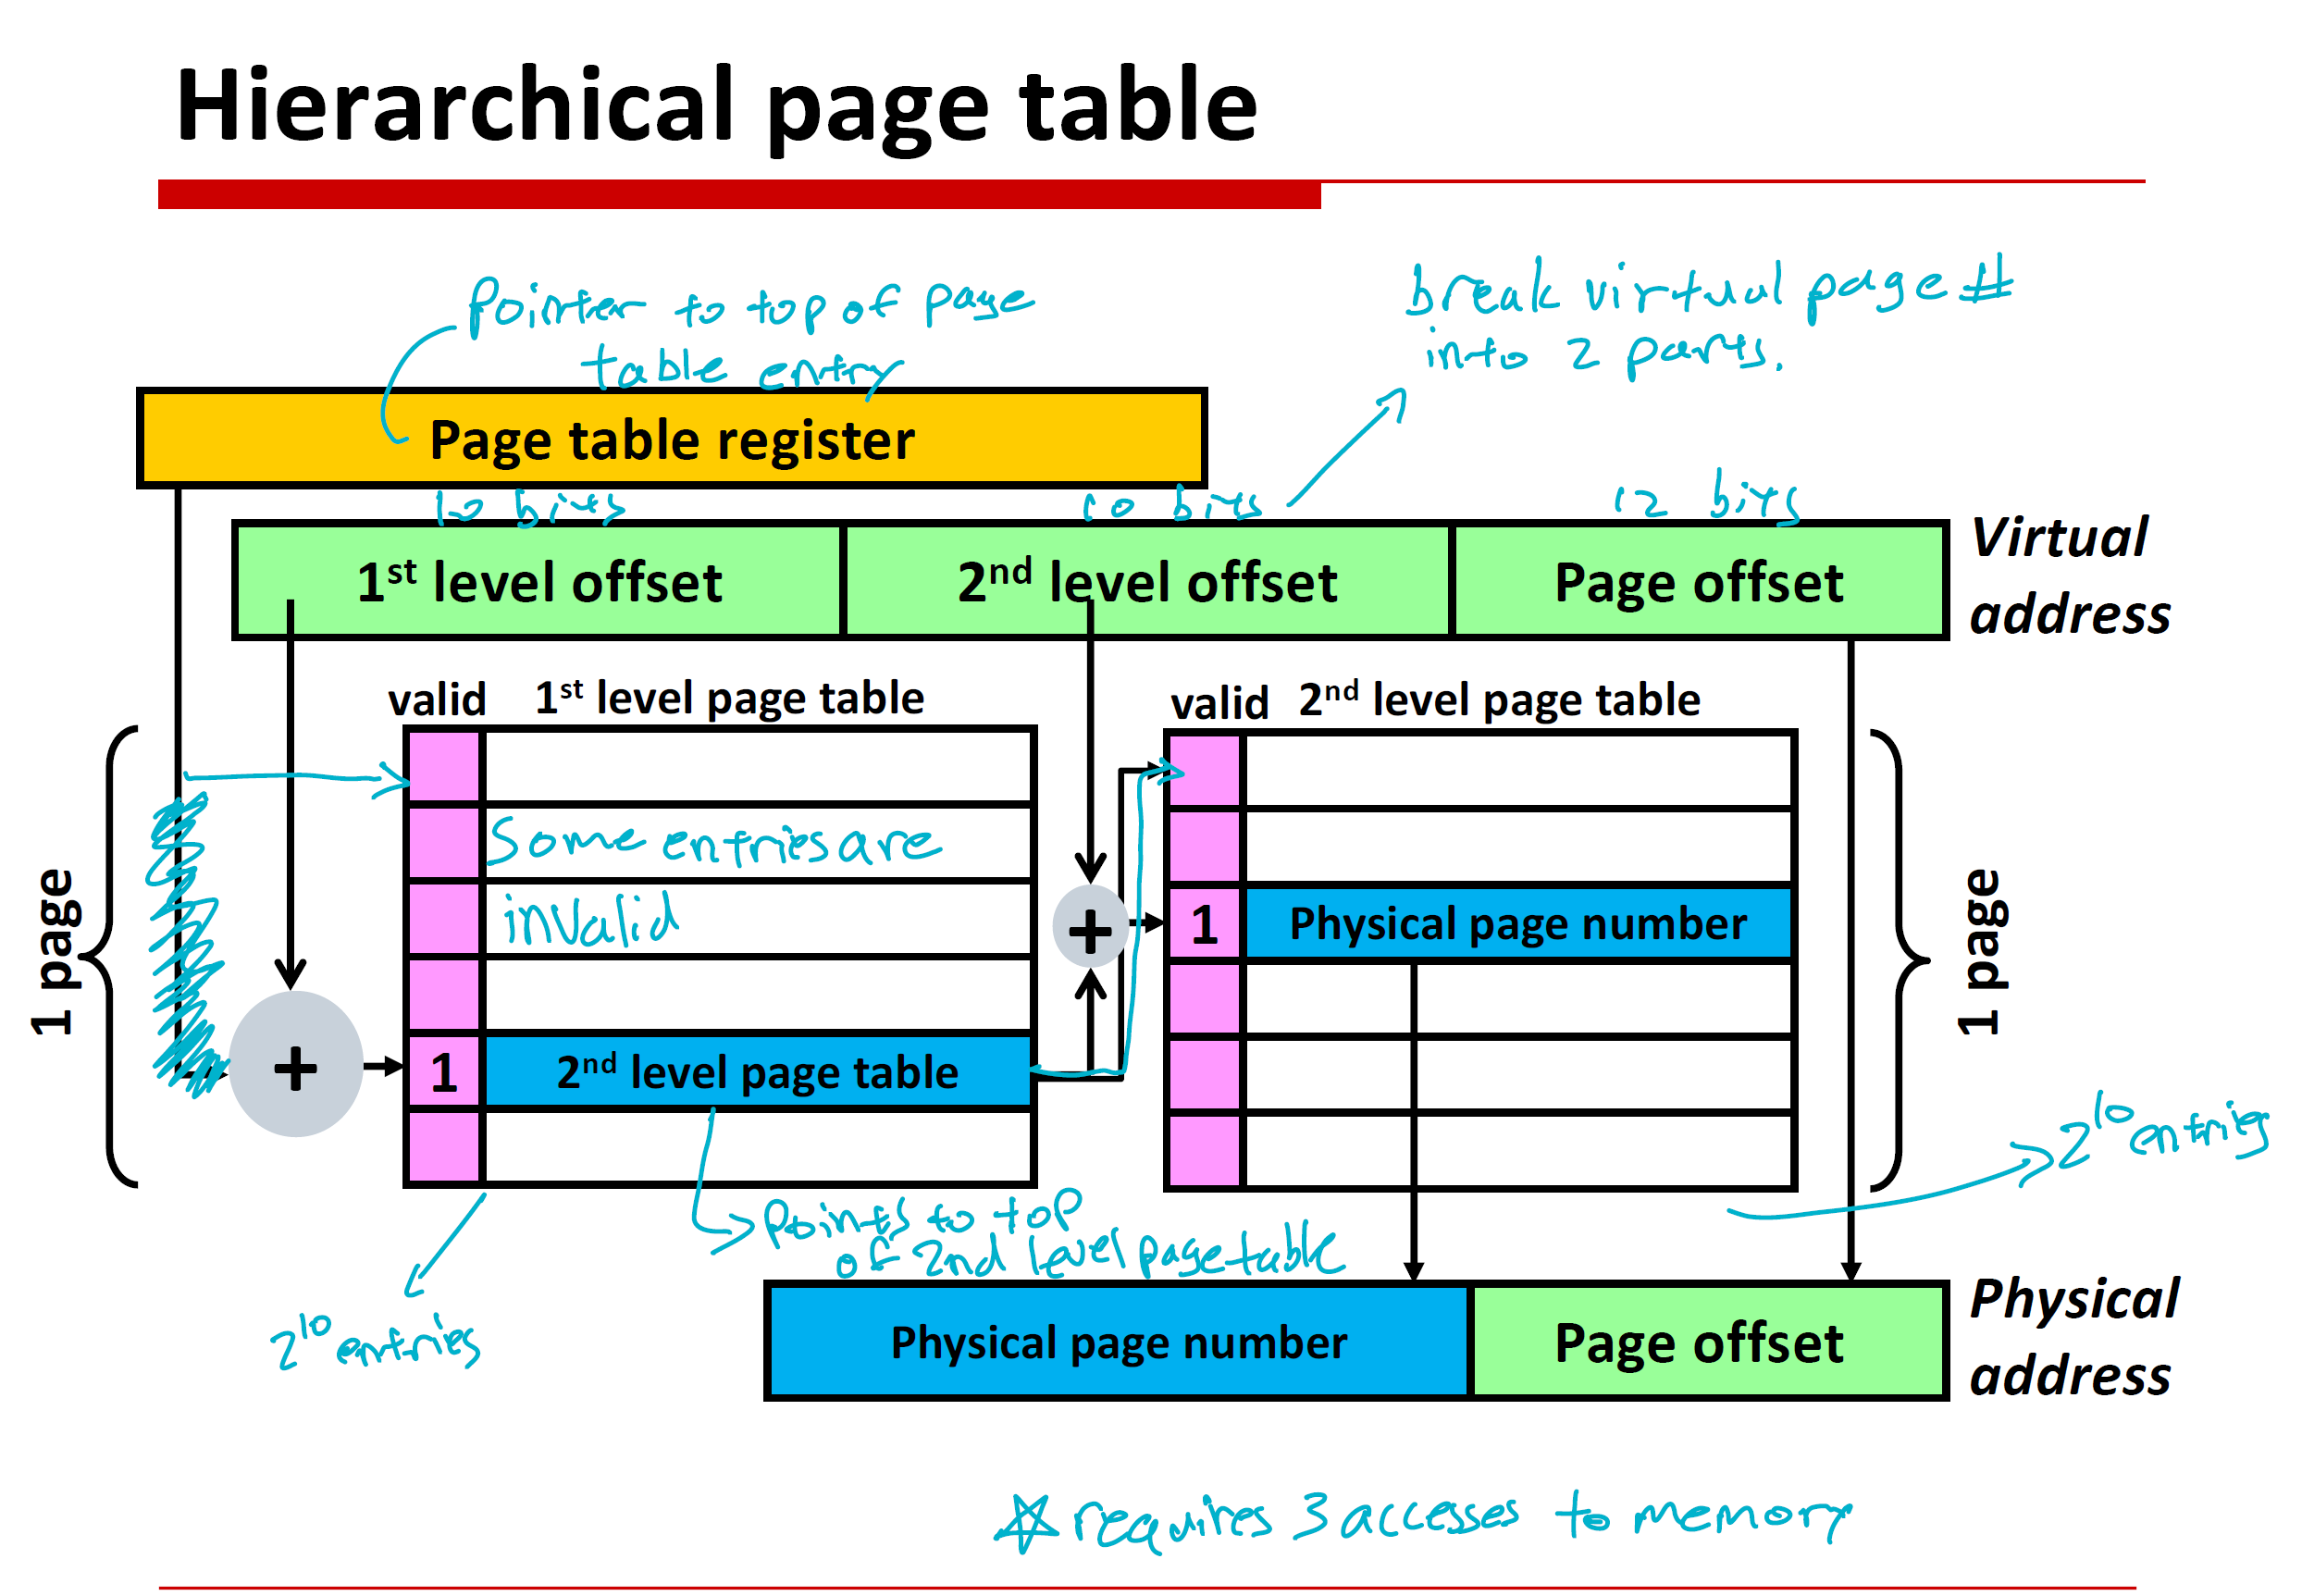 Hierarchical page table
pointer to top of page
table entry
break virtual page #
into 2 parts.
Page table register
10 bits
10 bits
12 bits
1st level offset
2nd level offset
Page offset
Virtual
address
valid
1st level page table
valid
2nd level page table
1 page
some entries are
invalid
+
1
2nd level page table
+
1
Physical page number
1 page
2^10 entries
points to top
of 2nd level page table
2^10 entries
Physical page number
Page offset
Physical
address
requires 3 accesses to memory